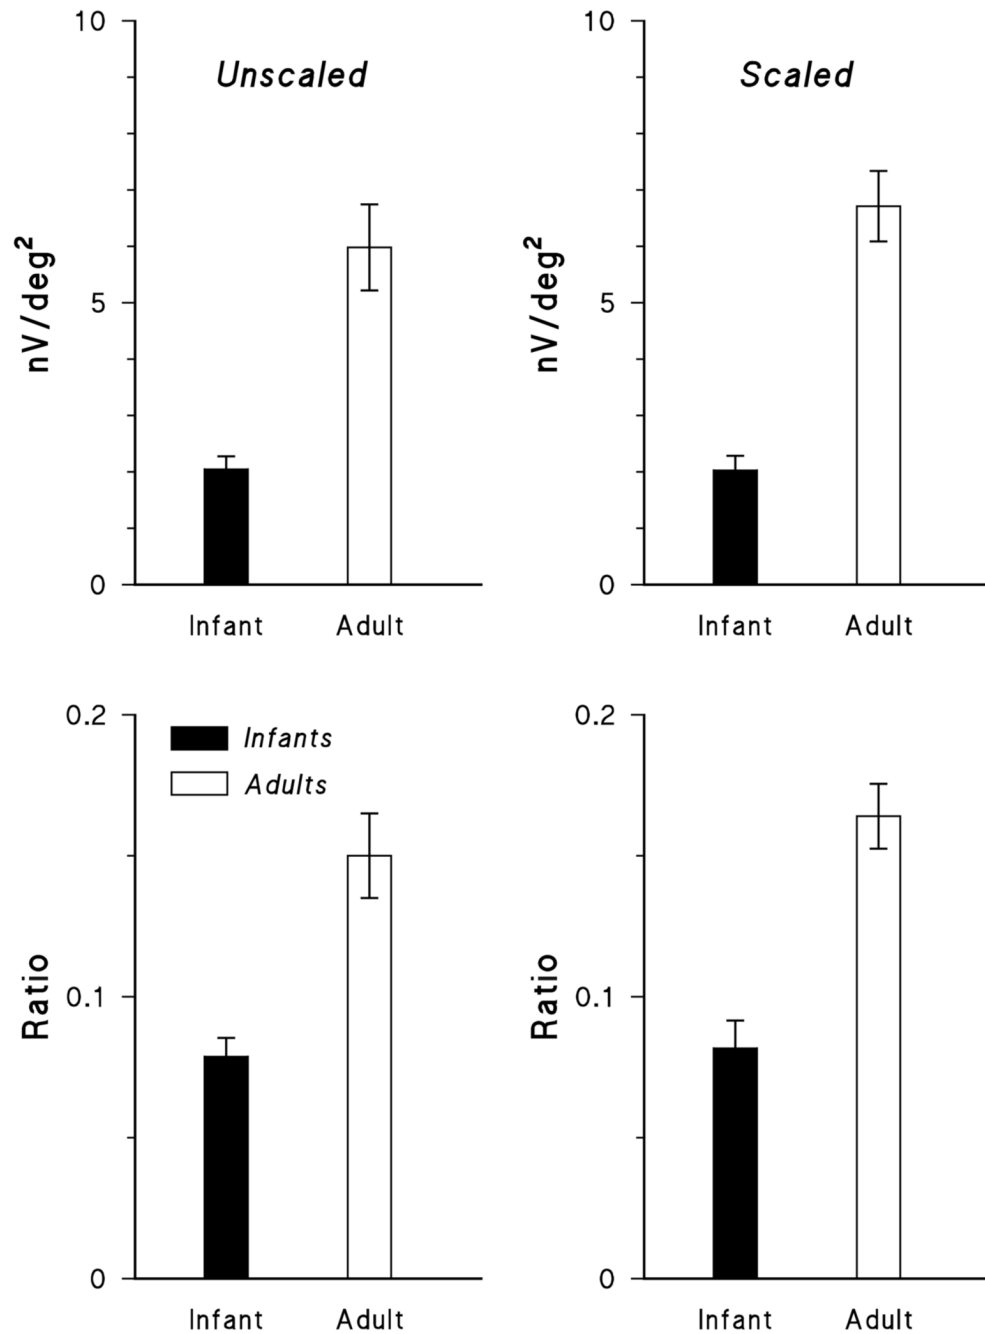 10
Unscaled
nV/deg²
5
0
Infant Adult
10
Scaled
nV/deg²
5
0
Infant Adult
0.2
Infants
Adults
Ratio
0.1
0
Infant Adult
0.2
Ratio
0.1
0
Infant Adult